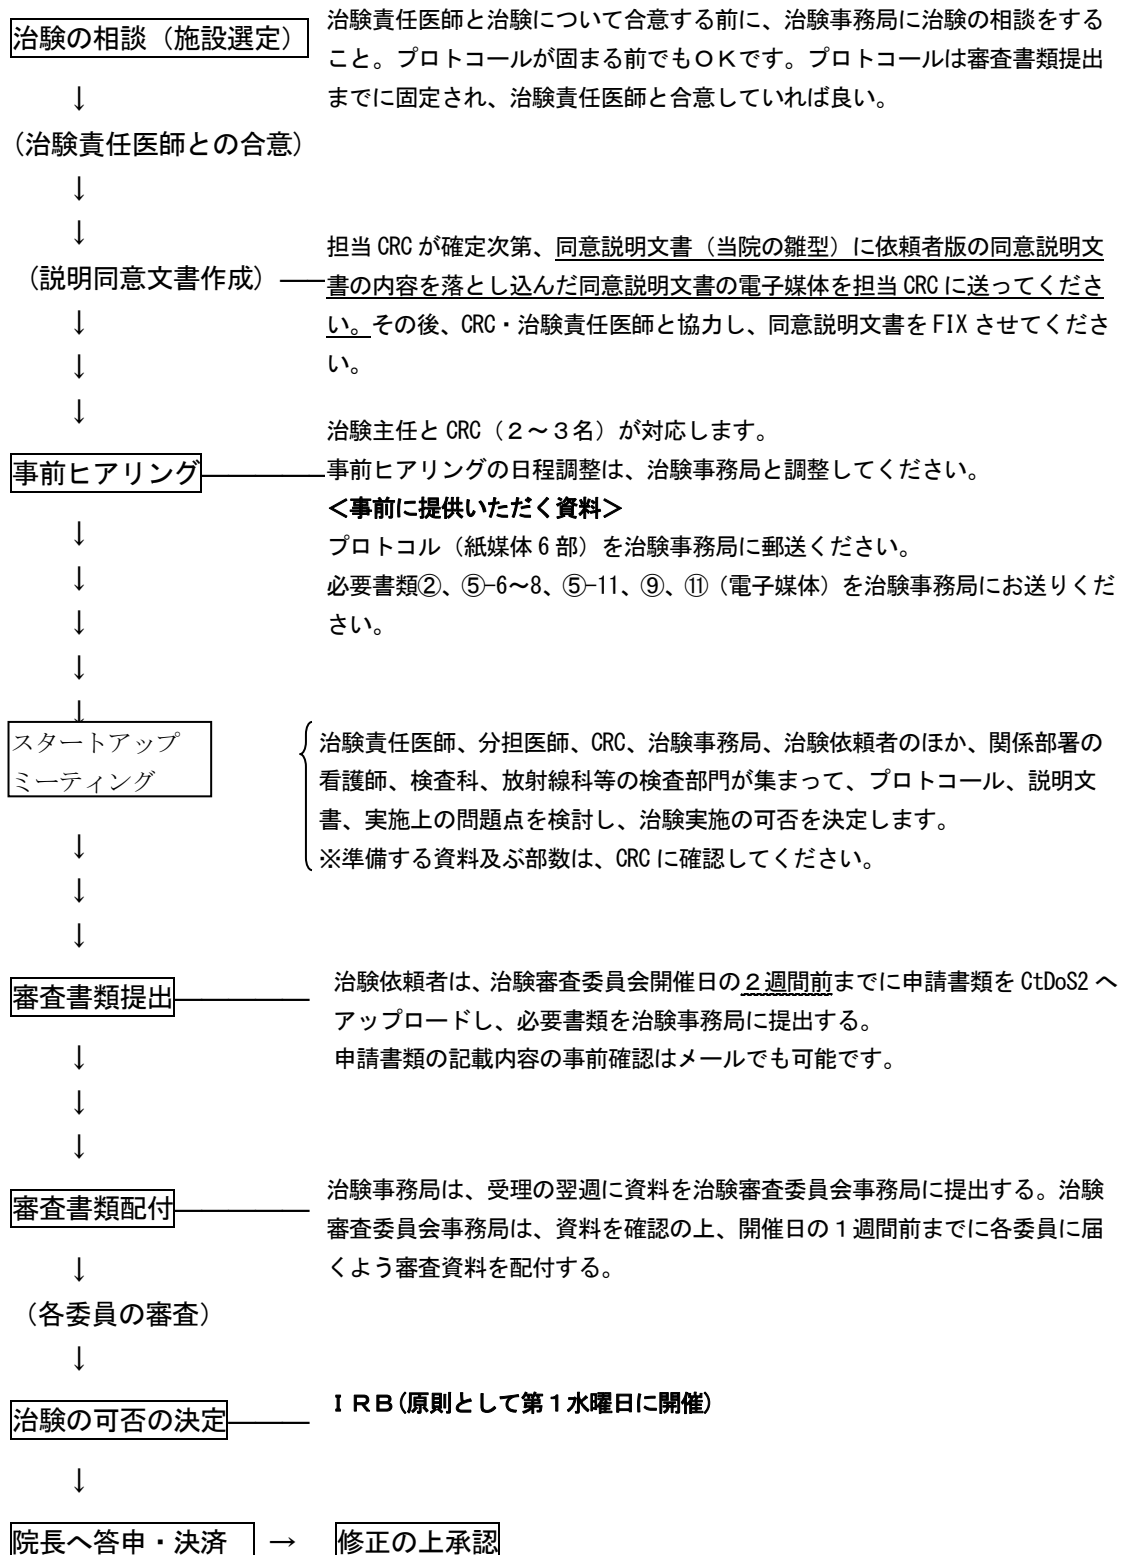 治験の相談（施設選定）
治験責任医師と治験について合意する前に、治験事務局に治験の相談をする
こと。プロトコールが固まる前でもＯＫです。プロトコールは審査書類提出
までに固定され、治験責任医師と合意していれば良い。
↓
(治験責任医師との合意)
↓
↓
（説明同意文書作成）
担当 CRC が確定次第、同意説明文書（当院の雛型）に依頼者版の同意説明文
書の内容を落とし込んだ同意説明文書の電子媒体を担当 CRC に送ってくださ
い。その後、CRC・治験責任医師と協力し、同意説明文書を FIX させてくださ
い。
↓
↓
↓
事前ヒアリング
治験主任と CRC（２～３名）が対応します。
事前ヒアリングの日程調整は、治験事務局と調整してください。
＜事前に提供いただく資料＞
プロトコル（紙媒体 6 部）を治験事務局に郵送ください。
必要書類②、⑤-6～8、⑤-11、⑨、⑪（電子媒体）を治験事務局にお送りくだ
さい。
↓
↓
↓
↓
↓
スタートアップ
ミーティング
治験責任医師、分担医師、CRC、治験事務局、治験依頼者のほか、関係部署の
看護師、検査科、放射線科等の検査部門が集まって、プロトコール、説明文
書、実施上の問題点を検討し、治験実施の可否を決定します。
※準備する資料及ぶ部数は、CRC に確認してください。
↓
↓
↓
審査書類提出
治験依頼者は、治験審査委員会開催日の２週間前までに申請書類を CtDoS2 へ
アップロードし、必要書類を治験事務局に提出する。
申請書類の記載内容の事前確認はメールでも可能です。
↓
↓
↓
審査書類配付
治験事務局は、受理の翌週に資料を治験審査委員会事務局に提出する。治験
審査委員会事務局は、資料を確認の上、開催日の１週間前までに各委員に届
くよう審査資料を配付する。
↓
（各委員の審査）
↓
治験の可否の決定
ＩＲＢ(原則として第１水曜日に開催)
↓
院長へ答申・決済 → 修正の上承認